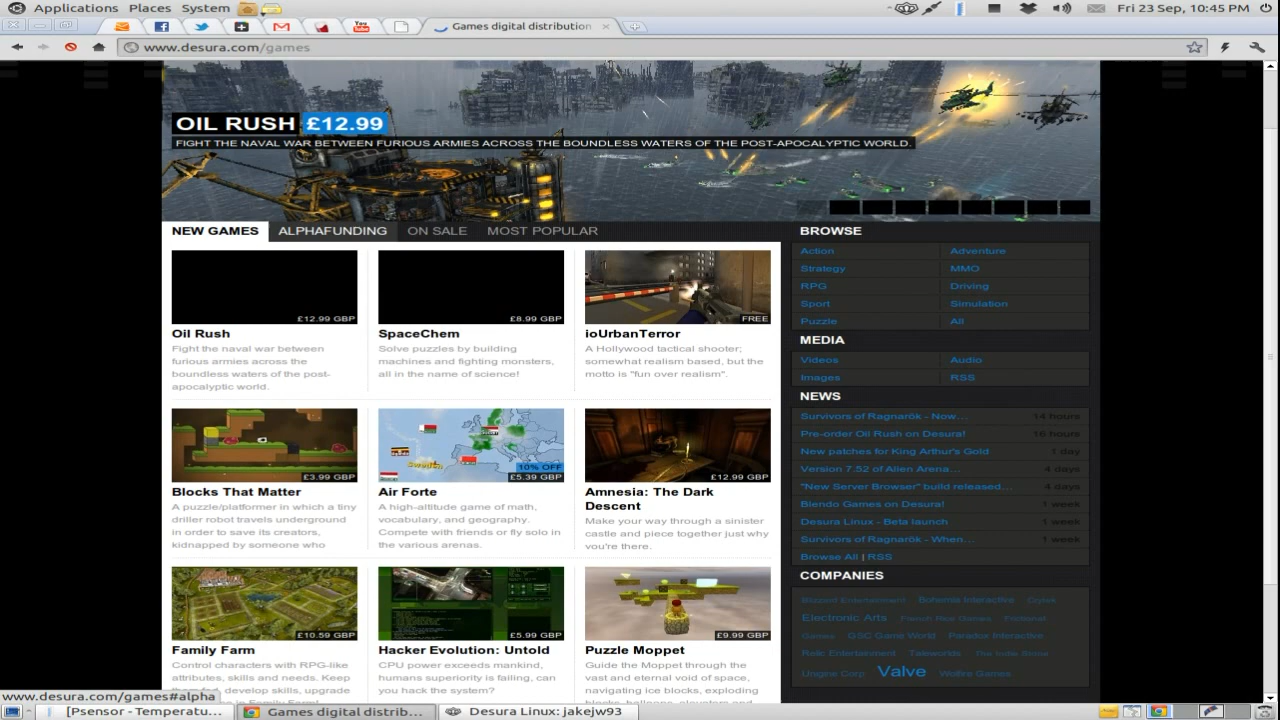 Applications Places System
Fri 23 Sep, 10:45 PM
Games digital distribution
www.desura.com/games
OIL RUSH £12.99
FIGHT THE NAVAL WAR BETWEEN FURIOUS ARMIES ACROSS THE BOUNDLESS WATERS OF THE POST-APOCALYPTIC WORLD.
NEW GAMES ALPHAFUNDING ON SALE MOST POPULAR
£12.99 GBP
Oil Rush
Fight the naval war between
furious armies across the
boundless waters of the post-
apocalyptic world.
£8.99 GBP
SpaceChem
Solve puzzles by building
machines and fighting monsters,
all in the name of science!
FREE
ioUrbanTerror
A Hollywood tactical shooter;
somewhat realism based, but the
motto is "fun over realism".
£3.99 GBP
Blocks That Matter
A puzzle/platformer in which a tiny
driller robot travels underground
in order to save its creators,
kidnapped by someone who
10% OFF
£5.39 GBP
Air Forte
A high-altitude game of math,
vocabulary, and geography.
Compete with friends or fly solo in
the various arenas.
£12.99 GBP
Amnesia: The Dark
Descent
Make your way through a sinister
castle and piece together just why
you're there.
£10.59 GBP
Family Farm
Control characters with RPG-like
attributes, skills and needs. Keep
develop skills, upgrade
£5.99 GBP
Hacker Evolution: Untold
CPU power exceeds mankind,
humans superiority is failing, can
you hack the system?
£9.99 GBP
Puzzle Moppet
Guide the Moppet through the
vast and eternal void of space,
navigating ice blocks, exploding
BROWSE
Action Adventure
Strategy MMO
RPG Driving
Sport Simulation
Puzzle All
MEDIA
Videos Audio
Images RSS
NEWS
Survivors of Ragnarök - Now... 14 hours
Pre-order Oil Rush on Desura! 16 hours
New patches for King Arthur's Gold 1 day
Version 7.52 of Alien Arena... 4 days
"New Server Browser" build released... 4 days
Blendo Games on Desura! 1 week
Desura Linux - Beta launch 1 week
Survivors of Ragnarök - When... 1 week
Browse All | RSS
COMPANIES
Blizzard Entertainment Bohemia Interactive Crytek
Electronic Arts Flaming Frictional
Games GSC Game World Paradox Interactive
Relic Entertainment Taleworlds The Indie Stone
Unigine Corp Valve Wolfire Games
www.desura.com/games#alpha
[Psensor - Temperatu... Games digital distrib... Desura Linux: jakejw93